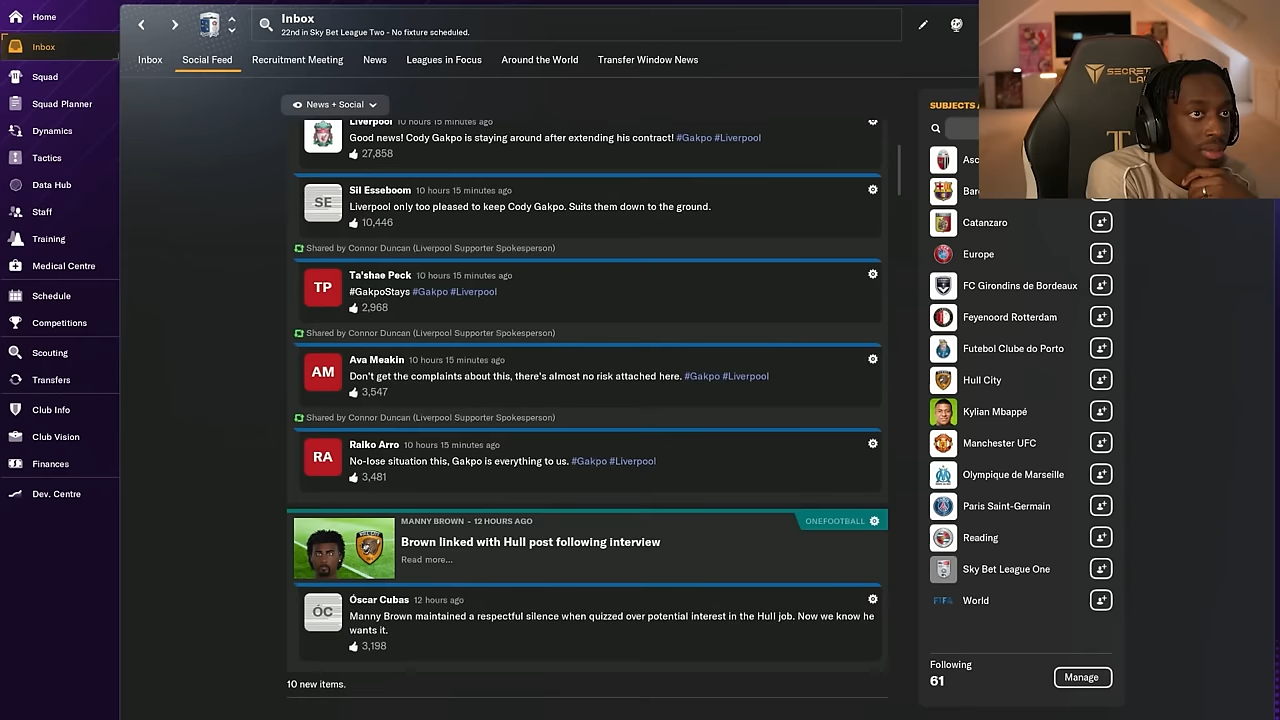 Home
Inbox
Squad
Squad Planner
Dynamics
Tactics
Data Hub
Staff
Training
Medical Centre
Schedule
Competitions
Scouting
Transfers
Club Info
Club Vision
Finances
Dev. Centre
Inbox
22nd in Sky Bet League Two - No fixture scheduled.
Inbox Social Feed Recruitment Meeting News Leagues in Focus Around the World Transfer Window News
News + Social
Liverpool 10 hours 15 minutes ago
Good news! Cody Gakpo is staying around after extending his contract! #Gakpo #Liverpool
27,858
SE
Sil Esseboom 10 hours 15 minutes ago
Liverpool only too pleased to keep Cody Gakpo. Suits them down to the ground.
10,446
Shared by Connor Duncan (Liverpool Supporter Spokesperson)
TP
Ta'shae Peck 10 hours 15 minutes ago
#GakpoStays #Gakpo #Liverpool
2,968
Shared by Connor Duncan (Liverpool Supporter Spokesperson)
AM
Ava Meakin 10 hours 15 minutes ago
Don't get the complaints about this, there's almost no risk attached here. #Gakpo #Liverpool
3,547
Shared by Connor Duncan (Liverpool Supporter Spokesperson)
RA
Raiko Arro 10 hours 15 minutes ago
No-lose situation this, Gakpo is everything to us. #Gakpo #Liverpool
3,481
MANNY BROWN - 12 HOURS AGO
ONEFOOTBALL
Brown linked with Hull post following interview
Read more...
ÓC
Óscar Cubas 12 hours ago
Manny Brown maintained a respectful silence when quizzed over potential interest in the Hull job. Now we know he
wants it.
3,198
10 new items.
SUBJECTS
Asc
Bar
Catanzaro
Europe
FC Girondins de Bordeaux
Feyenoord Rotterdam
Futebol Clube do Porto
Hull City
Kylian Mbappé
Manchester UFC
Olympique de Marseille
Paris Saint-Germain
Reading
Sky Bet League One
FIFA
World
Following
61
Manage
SECRET